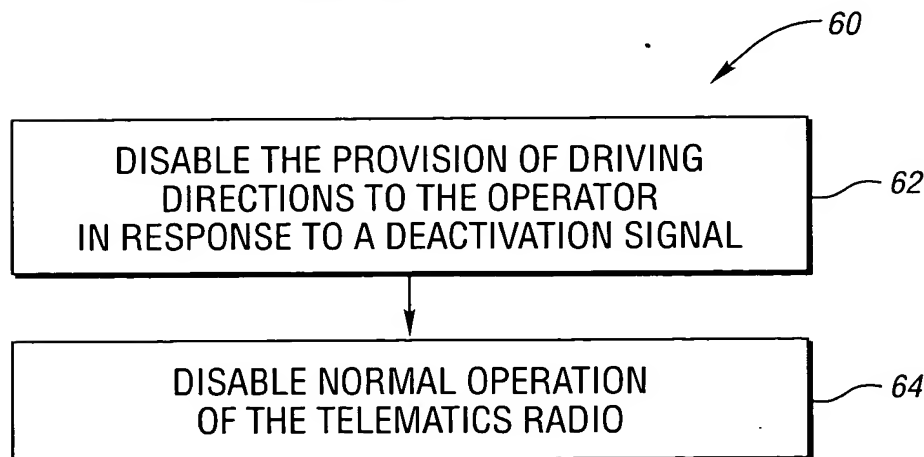 60
DISABLE THE PROVISION OF DRIVING
DIRECTIONS TO THE OPERATOR
IN RESPONSE TO A DEACTIVATION SIGNAL
62
DISABLE NORMAL OPERATION
OF THE TELEMATICS RADIO
64